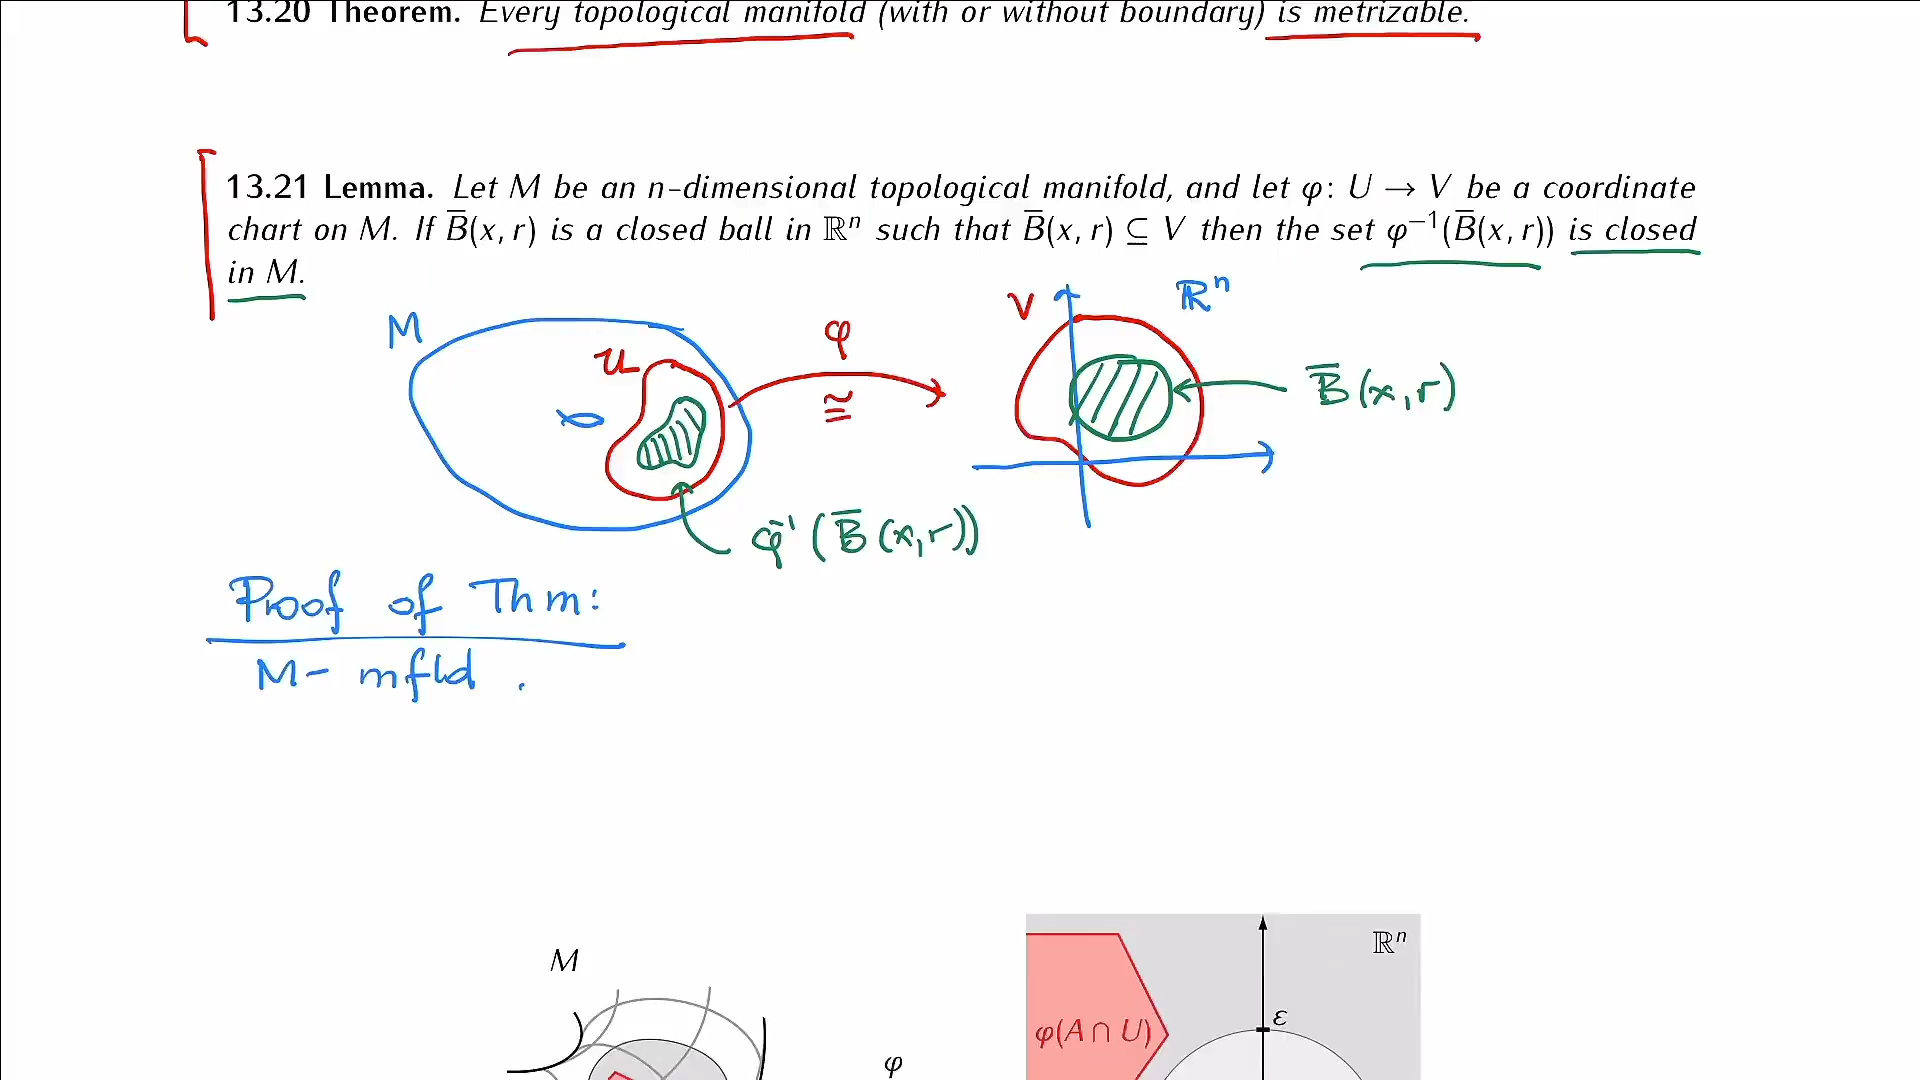 13.20 Theorem. Every topological manifold (with or without boundary) is metrizable.
13.21 Lemma. Let M be an n-dimensional topological manifold, and let φ: U → V be a coordinate
chart on M. If B̅(x, r) is a closed ball in ℝⁿ such that B̅(x, r) ⊆ V then the set φ⁻¹(B̅(x, r)) is closed
in M.
M
U
φ
≅
V
ℝⁿ
B̅(x,r)
φ⁻¹(B̅(x,r))
Proof of Thm:
M- mfld .
M
φ
ℝⁿ
ε
φ(A ∩ U)